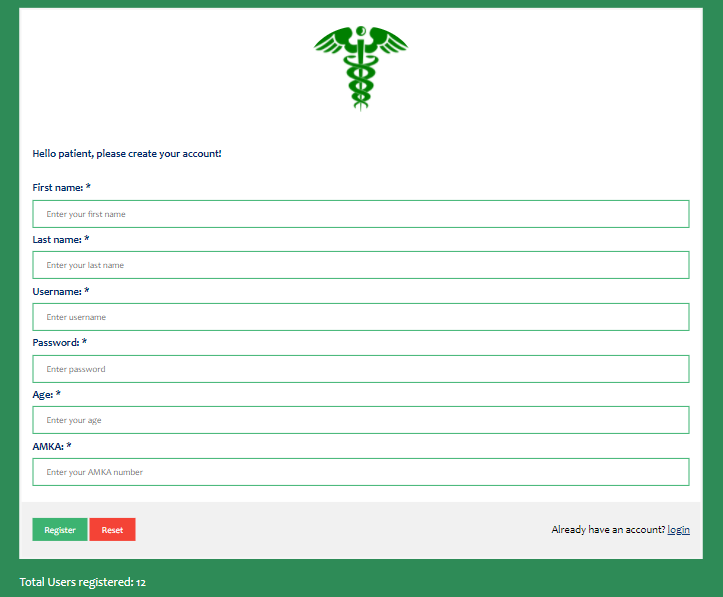 Hello patient, please create your account!
First name: *
Enter your first name
Last name: *
Enter your last name
Username: *
Enter username
Password: *
Enter password
Age: *
Enter your age
AMKA: *
Enter your AMKA number
Register Reset Already have an account? login
Total Users registered: 12